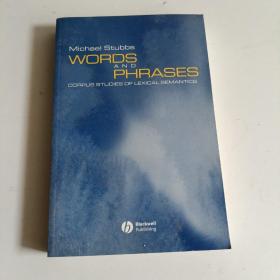 Michael Stubbs
WORDS
AND
PHRASES
CORPUS STUDIES OF LEXICAL SEMANTICS
Blackwell
Publishing